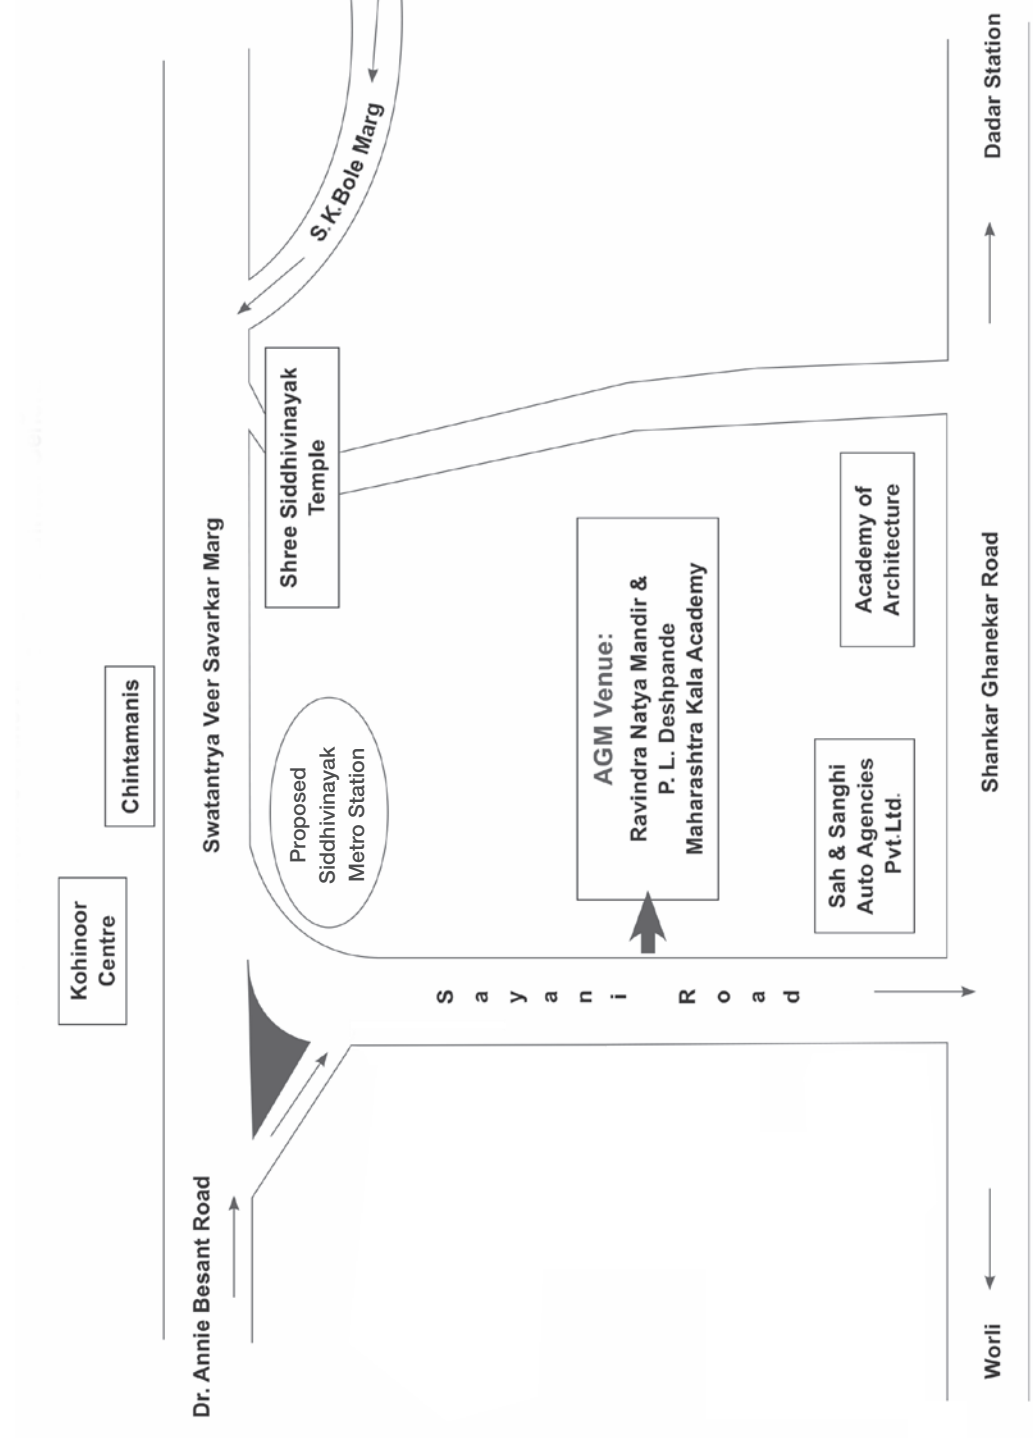 Kohinoor
Centre
Chintamanis
Dr. Annie Besant Road
Swatantrya Veer Savarkar Marg
S.K.Bole Marg
Proposed
Siddhivinayak
Metro Station
Shree Siddhivinayak
Temple
Sayani Road
AGM Venue:
Ravindra Natya Mandir &
P. L. Deshpande
Maharashtra Kala Academy
Sah & Sanghi
Auto Agencies
Pvt.Ltd.
Academy of
Architecture
Worli
Shankar Ghanekar Road
Dadar Station